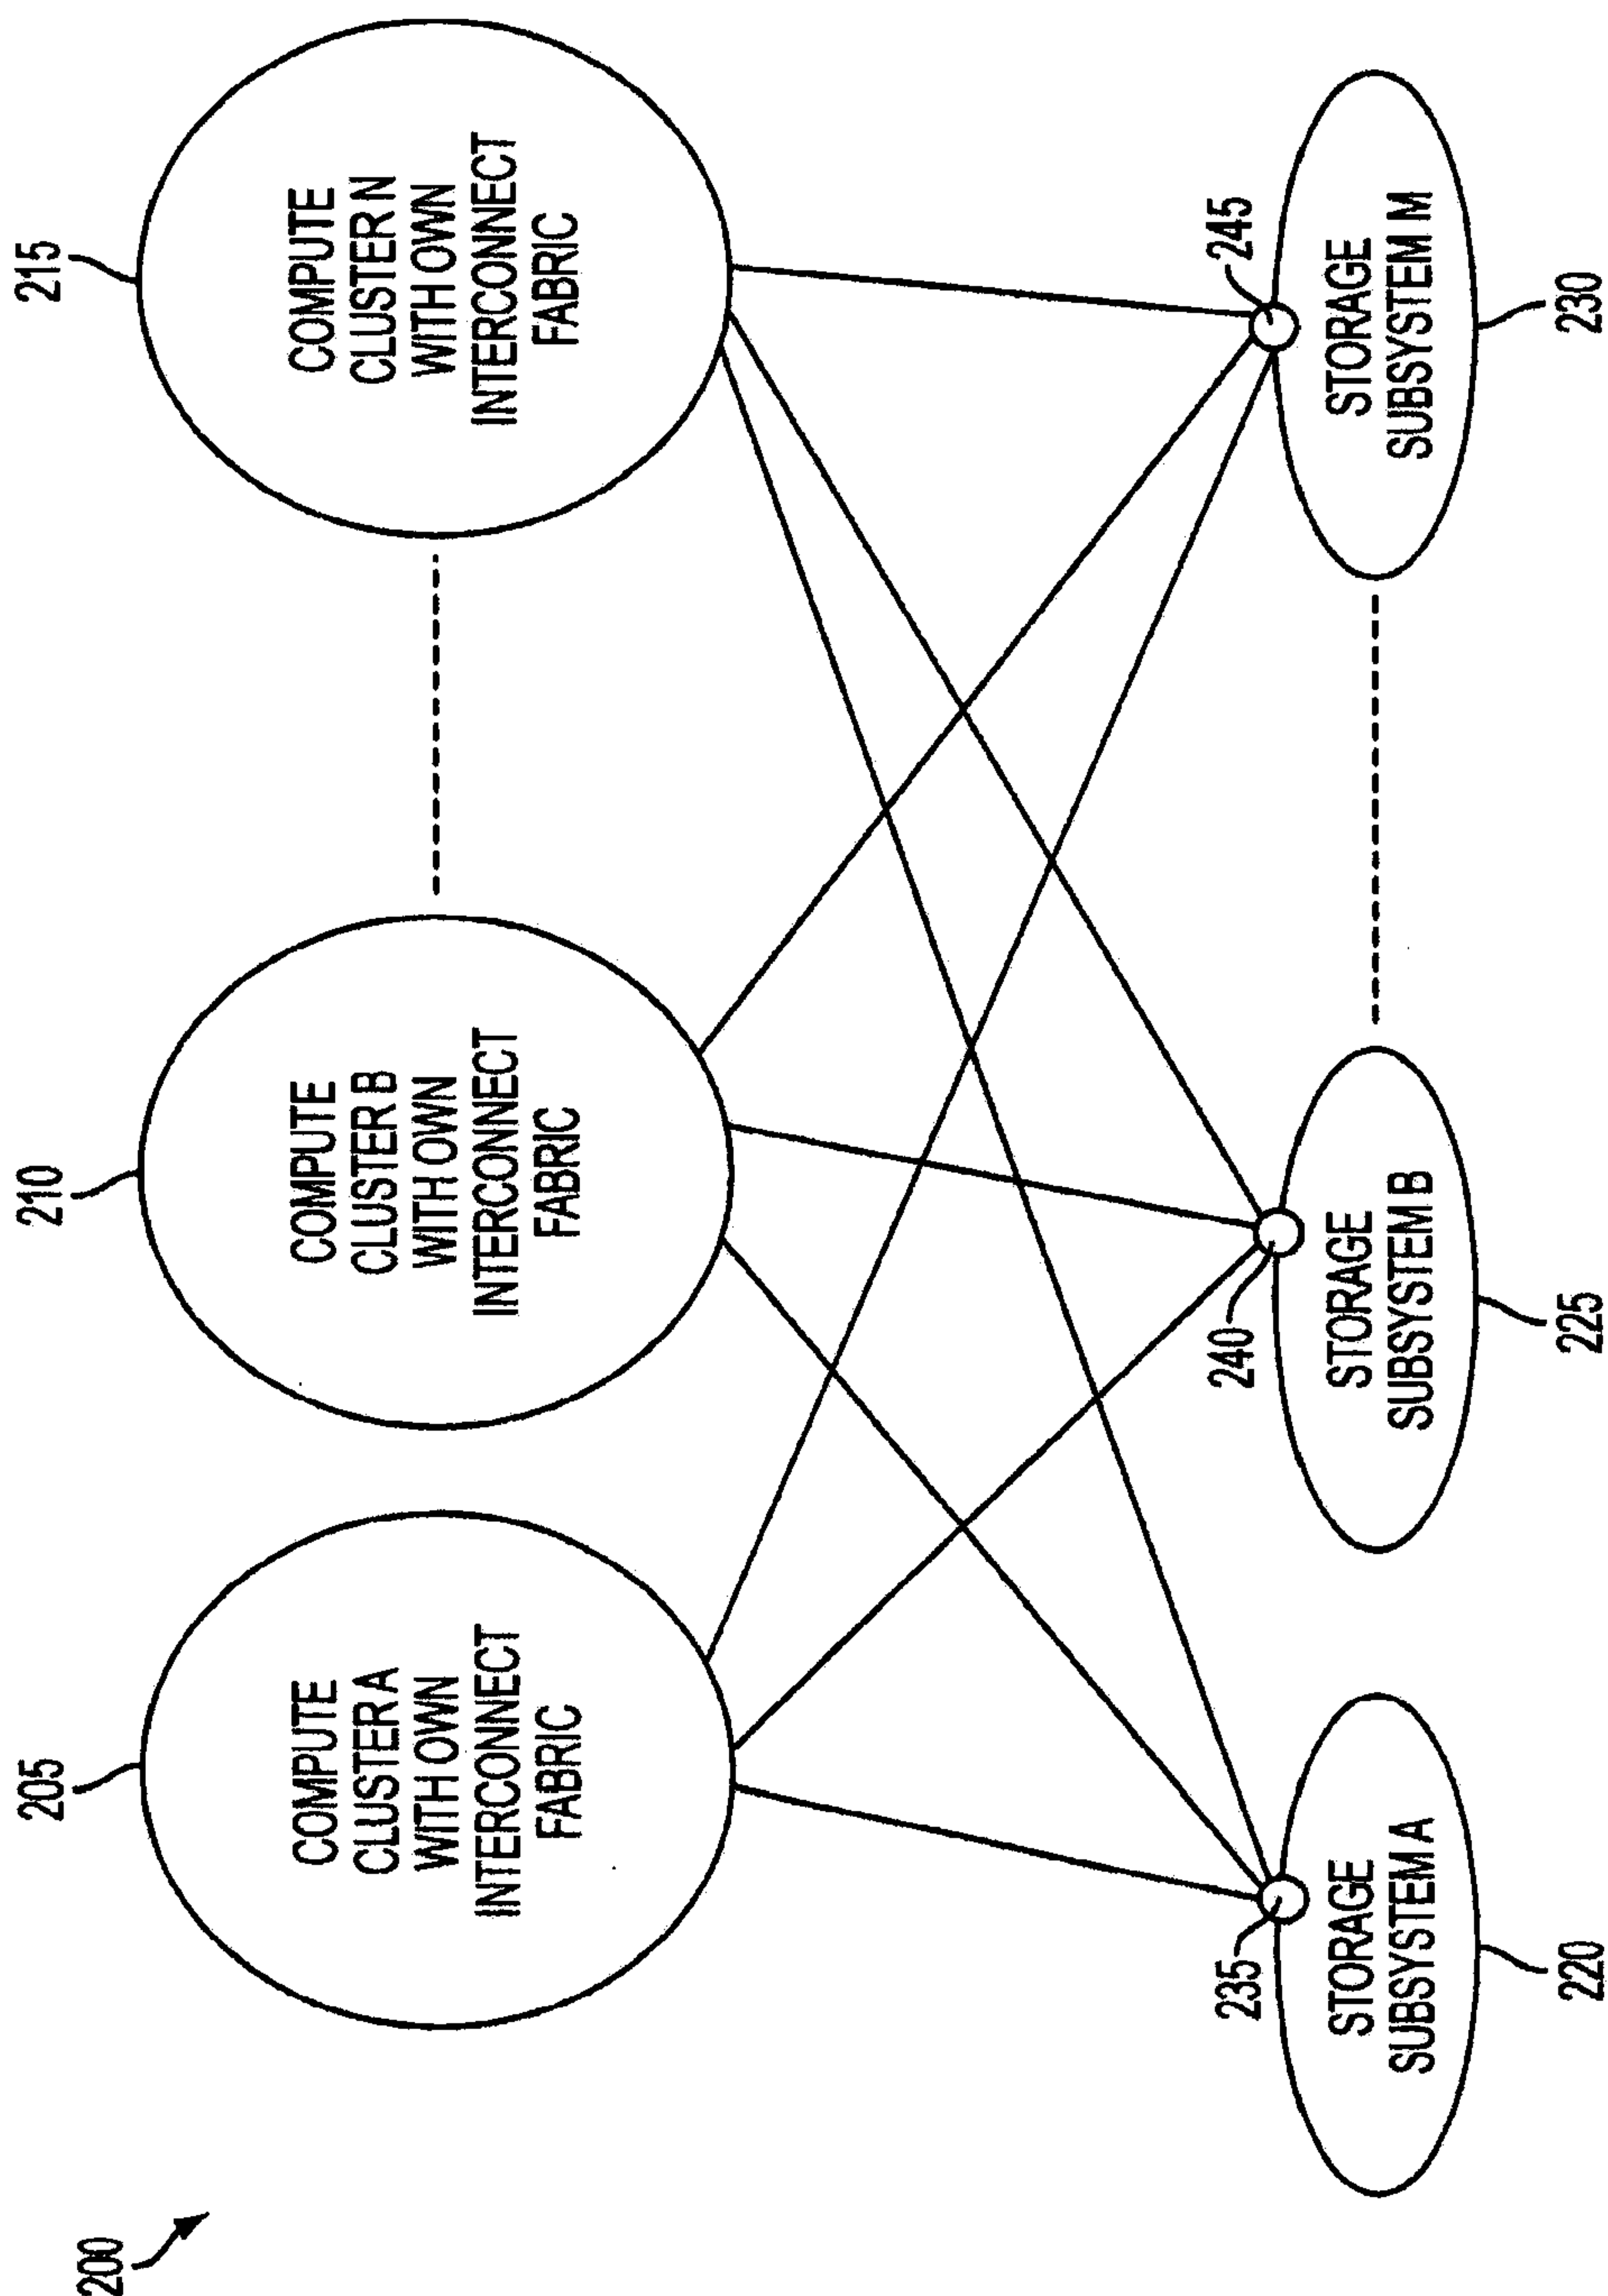 200
205
210
215
COMPUTE
CLUSTER A
WITH OWN
INTERCONNECT
FABRIC
COMPUTE
CLUSTER B
WITH OWN
INTERCONNECT
FABRIC
COMPUTE
CLUSTER N
WITH OWN
INTERCONNECT
FABRIC
235
240
245
STORAGE
SUBSYSTEM A
STORAGE
SUBSYSTEM B
STORAGE
SUBSYSTEM M
220
225
230